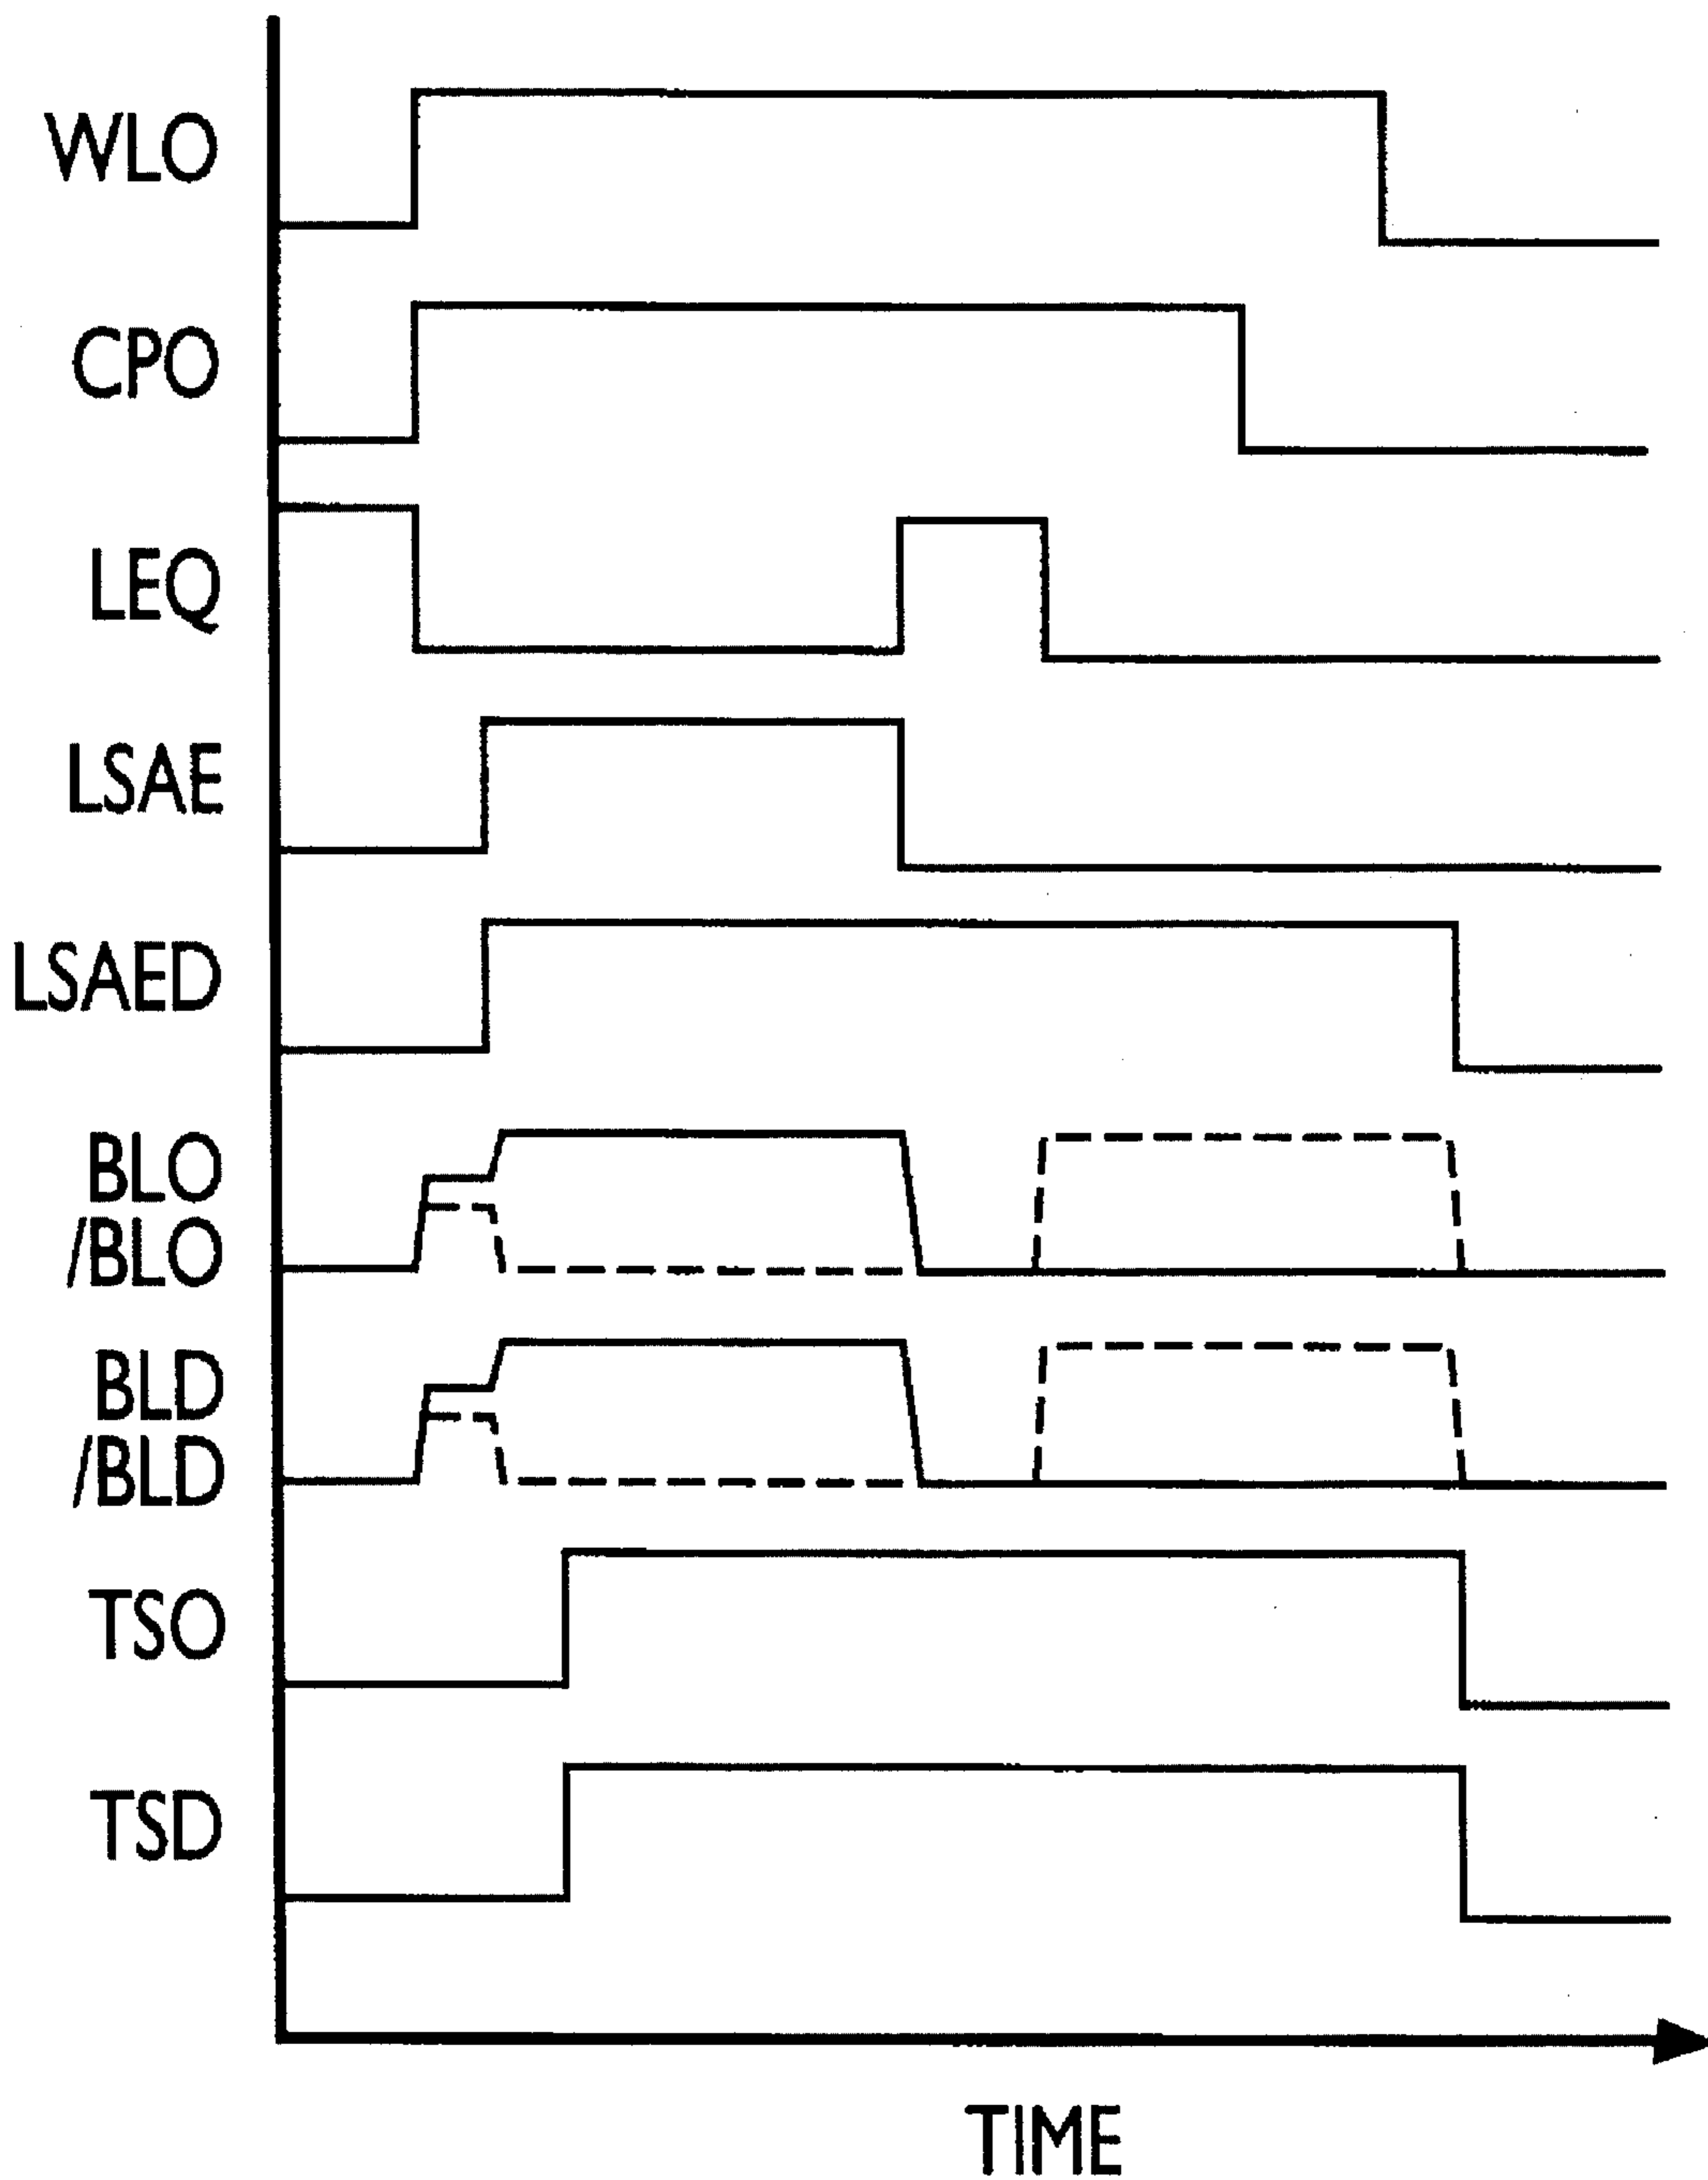 WLO
CPO
LEQ
LSAE
LSAED
BLO
/BLO
BLD
/BLD
TSO
TSD
TIME